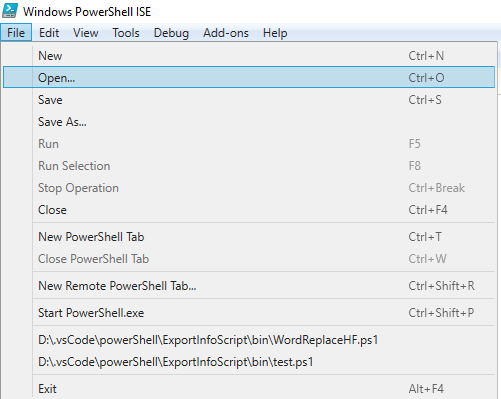 Windows PowerShell ISE
File Edit View Tools Debug Add-ons Help
New Ctrl+N
Open... Ctrl+O
Save Ctrl+S
Save As...
Run F5
Run Selection F8
Stop Operation Ctrl+Break
Close Ctrl+F4
New PowerShell Tab Ctrl+T
Close PowerShell Tab Ctrl+W
New Remote PowerShell Tab... Ctrl+Shift+R
Start PowerShell.exe Ctrl+Shift+P
D:\.vsCode\powerShell\ExportInfoScript\bin\WordReplaceHF.ps1
D:\.vsCode\powerShell\ExportInfoScript\bin\test.ps1
Exit Alt+F4